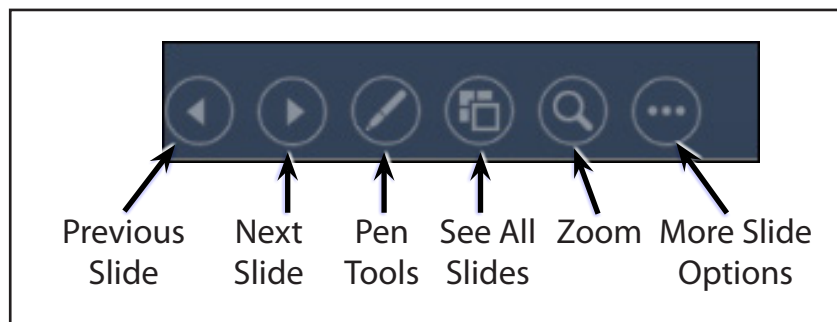 Previous Slide
Next Slide
Pen Tools
See All Slides
Zoom
More Slide Options